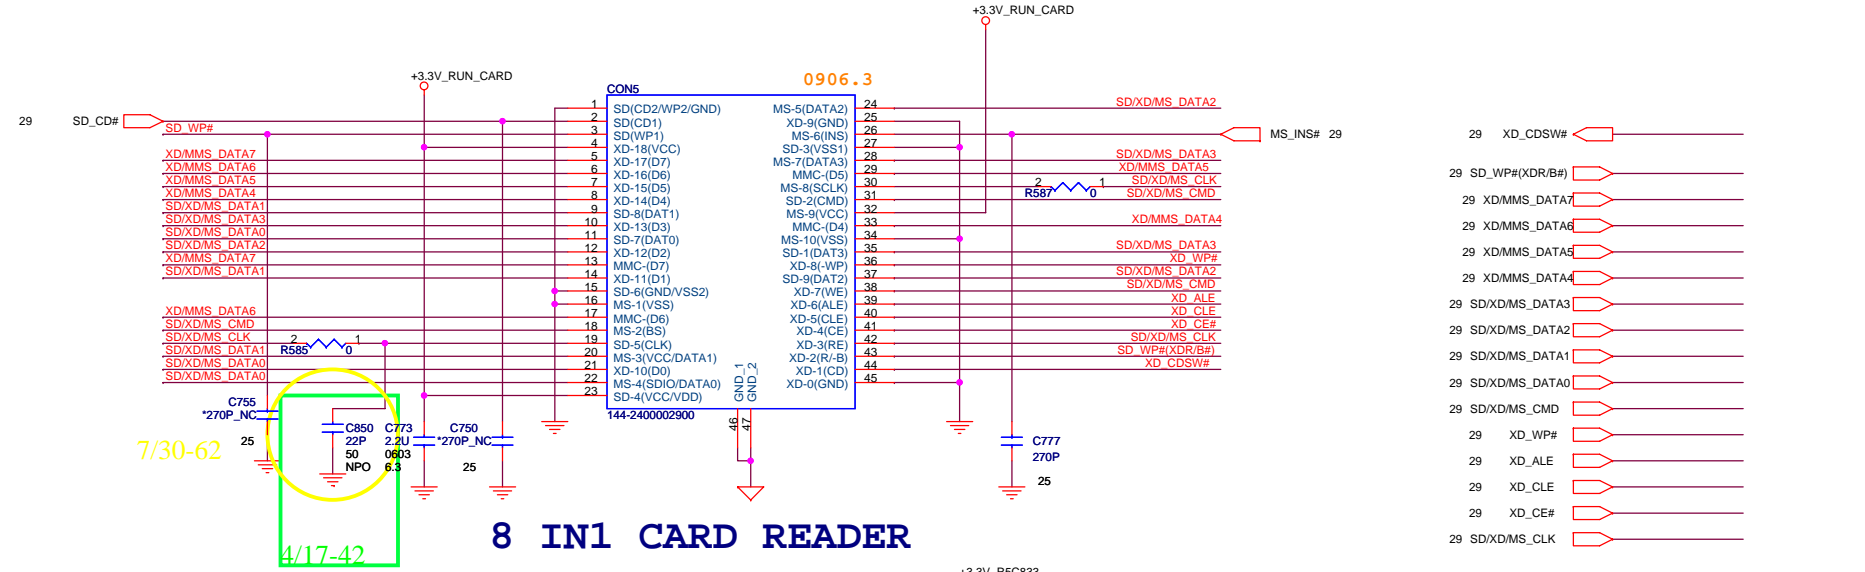 +3.3V_RUN_CARD
+3.3V_RUN_CARD
0906.3
CON5
29 SD_CD#
SD_WP#
XD/MMS_DATA7
XD/MMS_DATA6
XD/MMS_DATA5
XD/MMS_DATA4
SD/XD/MS_DATA1
SD/XD/MS_DATA3
SD/XD/MS_DATA0
SD/XD/MS_DATA2
XD/MMS_DATA7
SD/XD/MS_DATA1
XD/MMS_DATA6
SD/XD/MS_CMD
SD/XD/MS_CLK
SD/XD/MS_DATA1
SD/XD/MS_DATA0
SD/XD/MS_DATA0
2 1
R585 0
1 SD(CD2/WP2/GND)
2 SD(CD1)
3 SD(WP1)
4 XD-18(VCC)
5 XD-17(D7)
6 XD-16(D6)
7 XD-15(D5)
8 XD-14(D4)
9 SD-8(DAT1)
10 XD-13(D3)
11 SD-7(DAT0)
12 XD-12(D2)
13 MMC-(D7)
14 XD-11(D1)
15 SD-6(GND/VSS2)
16 MS-1(VSS)
17 MMC-(D6)
18 MS-2(BS)
19 SD-5(CLK)
20 MS-3(VCC/DATA1)
21 XD-10(D0)
22 MS-4(SDIO/DATA0)
23 SD-4(VCC/VDD)
MS-5(DATA2) 24
XD-9(GND) 25
MS-6(INS) 26
SD-3(VSS1) 27
MS-7(DATA3) 28
MMC-(D5) 29
MS-8(SCLK) 30
SD-2(CMD) 31
MS-9(VCC) 32
MMC-(D4) 33
MS-10(VSS) 34
SD-1(DAT3) 35
XD-8(-WP) 36
SD-9(DAT2) 37
XD-7(WE) 38
XD-6(ALE) 39
XD-5(CLE) 40
XD-4(CE) 41
XD-3(RE) 42
XD-2(R/-B) 43
XD-1(CD) 44
XD-0(GND) 45
GND_1
GND_2
46
47
144-2400002900
SD/XD/MS_DATA2
MS_INS# 29
SD/XD/MS_DATA3
XD/MMS_DATA5
SD/XD/MS_CLK
2 1
R587 0
SD/XD/MS_CMD
XD/MMS_DATA4
SD/XD/MS_DATA3
XD_WP#
SD/XD/MS_DATA2
SD/XD/MS_CMD
XD_ALE
XD_CLE
XD_CE#
SD/XD/MS_CLK
SD_WP#(XDR/B#)
XD_CDSW#
C755
*270P_NC
25
C850
22P
50
NPO
C773
2.2U
0603
6.3
C750
*270P_NC
25
C777
270P
25
7/30-62
4/17-42
8 IN1 CARD READER
29 XD_CDSW#
29 SD_WP#(XDR/B#)
29 XD/MMS_DATA7
29 XD/MMS_DATA6
29 XD/MMS_DATA5
29 XD/MMS_DATA4
29 SD/XD/MS_DATA3
29 SD/XD/MS_DATA2
29 SD/XD/MS_DATA1
29 SD/XD/MS_DATA0
29 SD/XD/MS_CMD
29 XD_WP#
29 XD_ALE
29 XD_CLE
29 XD_CE#
29 SD/XD/MS_CLK